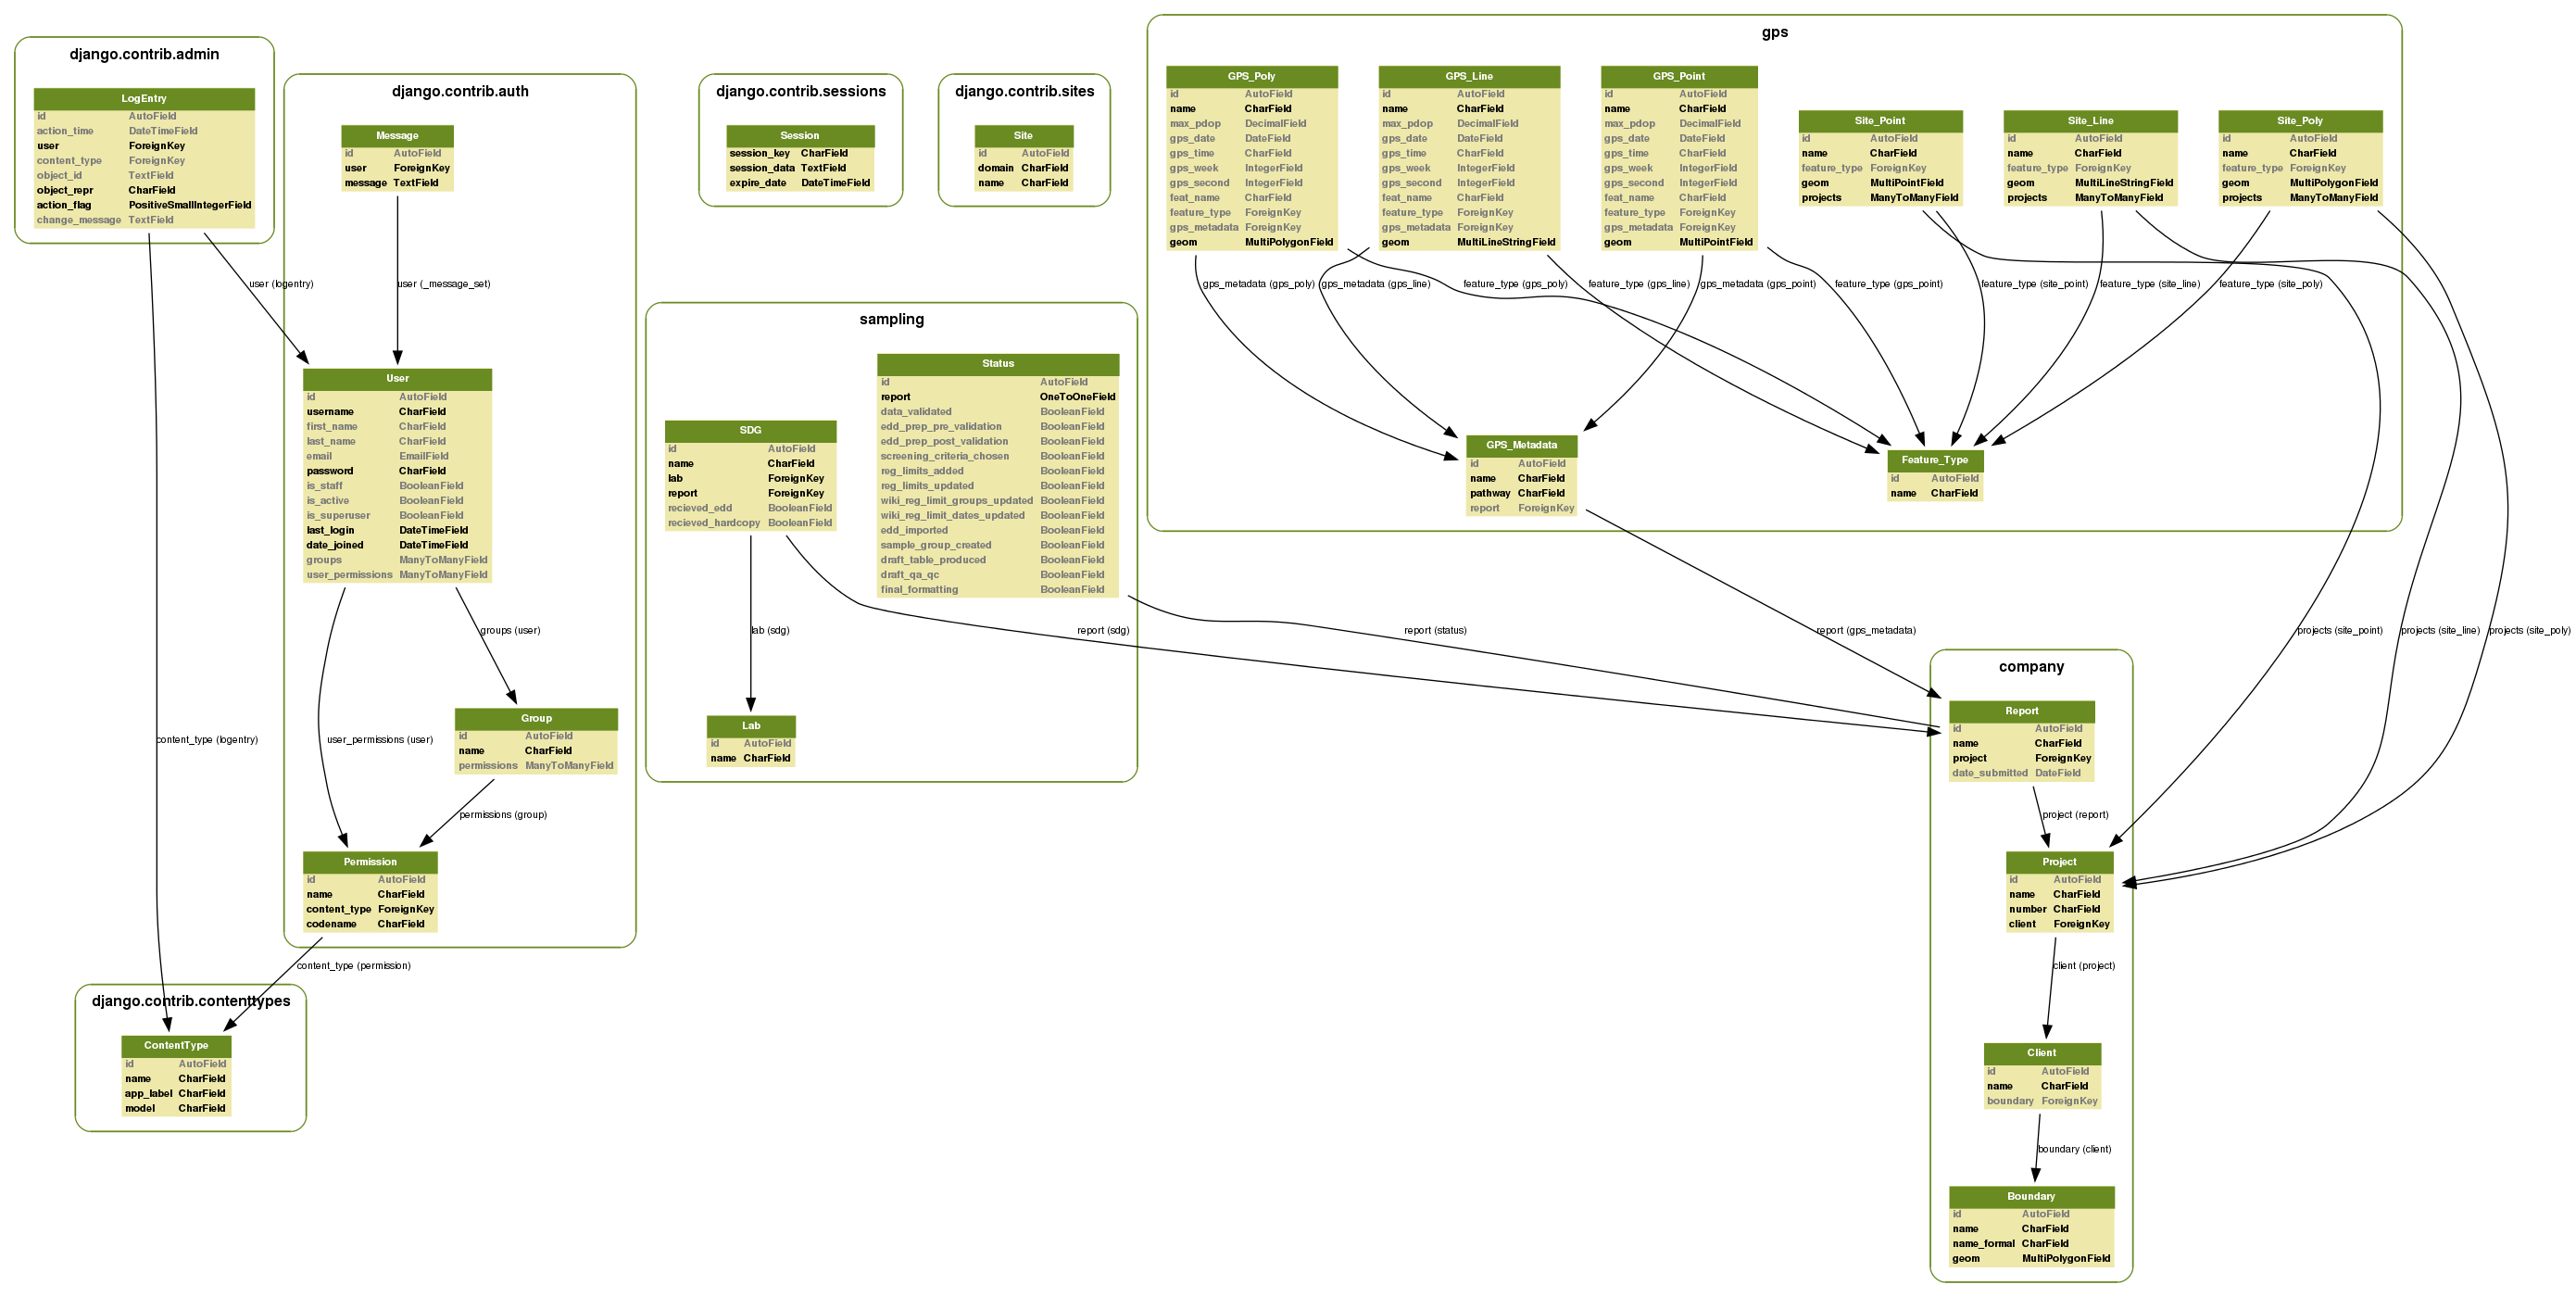 django.contrib.admin
LogEntry
id AutoField
action_time DateTimeField
user ForeignKey
content_type ForeignKey
object_id TextField
object_repr CharField
action_flag PositiveSmallIntegerField
change_message TextField
django.contrib.auth
Message
id AutoField
user ForeignKey
message TextField
user (logentry)
user (_message_set)
User
id AutoField
username CharField
first_name CharField
last_name CharField
email EmailField
password CharField
is_staff BooleanField
is_active BooleanField
is_superuser BooleanField
last_login DateTimeField
date_joined DateTimeField
groups ManyToManyField
user_permissions ManyToManyField
groups (user)
user_permissions (user)
content_type (logentry)
Group
id AutoField
name CharField
permissions ManyToManyField
permissions (group)
Permission
id AutoField
name CharField
content_type ForeignKey
codename CharField
content_type (permission)
django.contrib.contenttypes
ContentType
id AutoField
name CharField
app_label CharField
model CharField
django.contrib.sessions
Session
session_key CharField
session_data TextField
expire_date DateTimeField
django.contrib.sites
Site
id AutoField
domain CharField
name CharField
sampling
SDG
id AutoField
name CharField
lab ForeignKey
report ForeignKey
recieved_edd BooleanField
recieved_hardcopy BooleanField
Status
id AutoField
report OneToOneField
data_validated BooleanField
edd_prep_pre_validation BooleanField
edd_prep_post_validation BooleanField
screening_criteria_chosen BooleanField
reg_limits_added BooleanField
reg_limits_updated BooleanField
wiki_reg_limit_groups_updated BooleanField
wiki_reg_limit_dates_updated BooleanField
edd_imported BooleanField
sample_group_created BooleanField
draft_table_produced BooleanField
draft_qa_qc BooleanField
final_formatting BooleanField
lab (sdg)
report (sdg)
report (status)
Lab
id AutoField
name CharField
gps
GPS_Poly
id AutoField
name CharField
max_pdop DecimalField
gps_date DateField
gps_time CharField
gps_week IntegerField
gps_second IntegerField
feat_name CharField
feature_type ForeignKey
gps_metadata ForeignKey
geom MultiPolygonField
GPS_Line
id AutoField
name CharField
max_pdop DecimalField
gps_date DateField
gps_time CharField
gps_week IntegerField
gps_second IntegerField
feat_name CharField
feature_type ForeignKey
gps_metadata ForeignKey
geom MultiLineStringField
GPS_Point
id AutoField
name CharField
max_pdop DecimalField
gps_date DateField
gps_time CharField
gps_week IntegerField
gps_second IntegerField
feat_name CharField
feature_type ForeignKey
gps_metadata ForeignKey
geom MultiPointField
Site_Point
id AutoField
name CharField
feature_type ForeignKey
geom MultiPointField
projects ManyToManyField
Site_Line
id AutoField
name CharField
feature_type ForeignKey
geom MultiLineStringField
projects ManyToManyField
Site_Poly
id AutoField
name CharField
feature_type ForeignKey
geom MultiPolygonField
projects ManyToManyField
gps_metadata (gps_poly)
gps_metadata (gps_line)
feature_type (gps_poly)
feature_type (gps_line)
gps_metadata (gps_point)
feature_type (gps_point)
feature_type (site_point)
feature_type (site_line)
feature_type (site_poly)
GPS_Metadata
id AutoField
name CharField
pathway CharField
report ForeignKey
Feature_Type
id AutoField
name CharField
report (gps_metadata)
projects (site_point)
projects (site_line)
projects (site_poly)
company
Report
id AutoField
name CharField
project ForeignKey
date_submitted DateField
project (report)
Project
id AutoField
name CharField
number CharField
client ForeignKey
client (project)
Client
id AutoField
name CharField
boundary ForeignKey
boundary (client)
Boundary
id AutoField
name CharField
name_formal CharField
geom MultiPolygonField